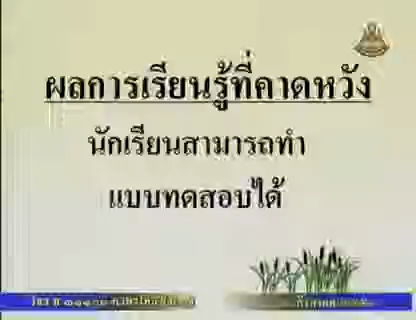 ผลการเรียนรู้ที่คาดหวัง
นักเรียนสามารถทำ
แบบทดสอบได้